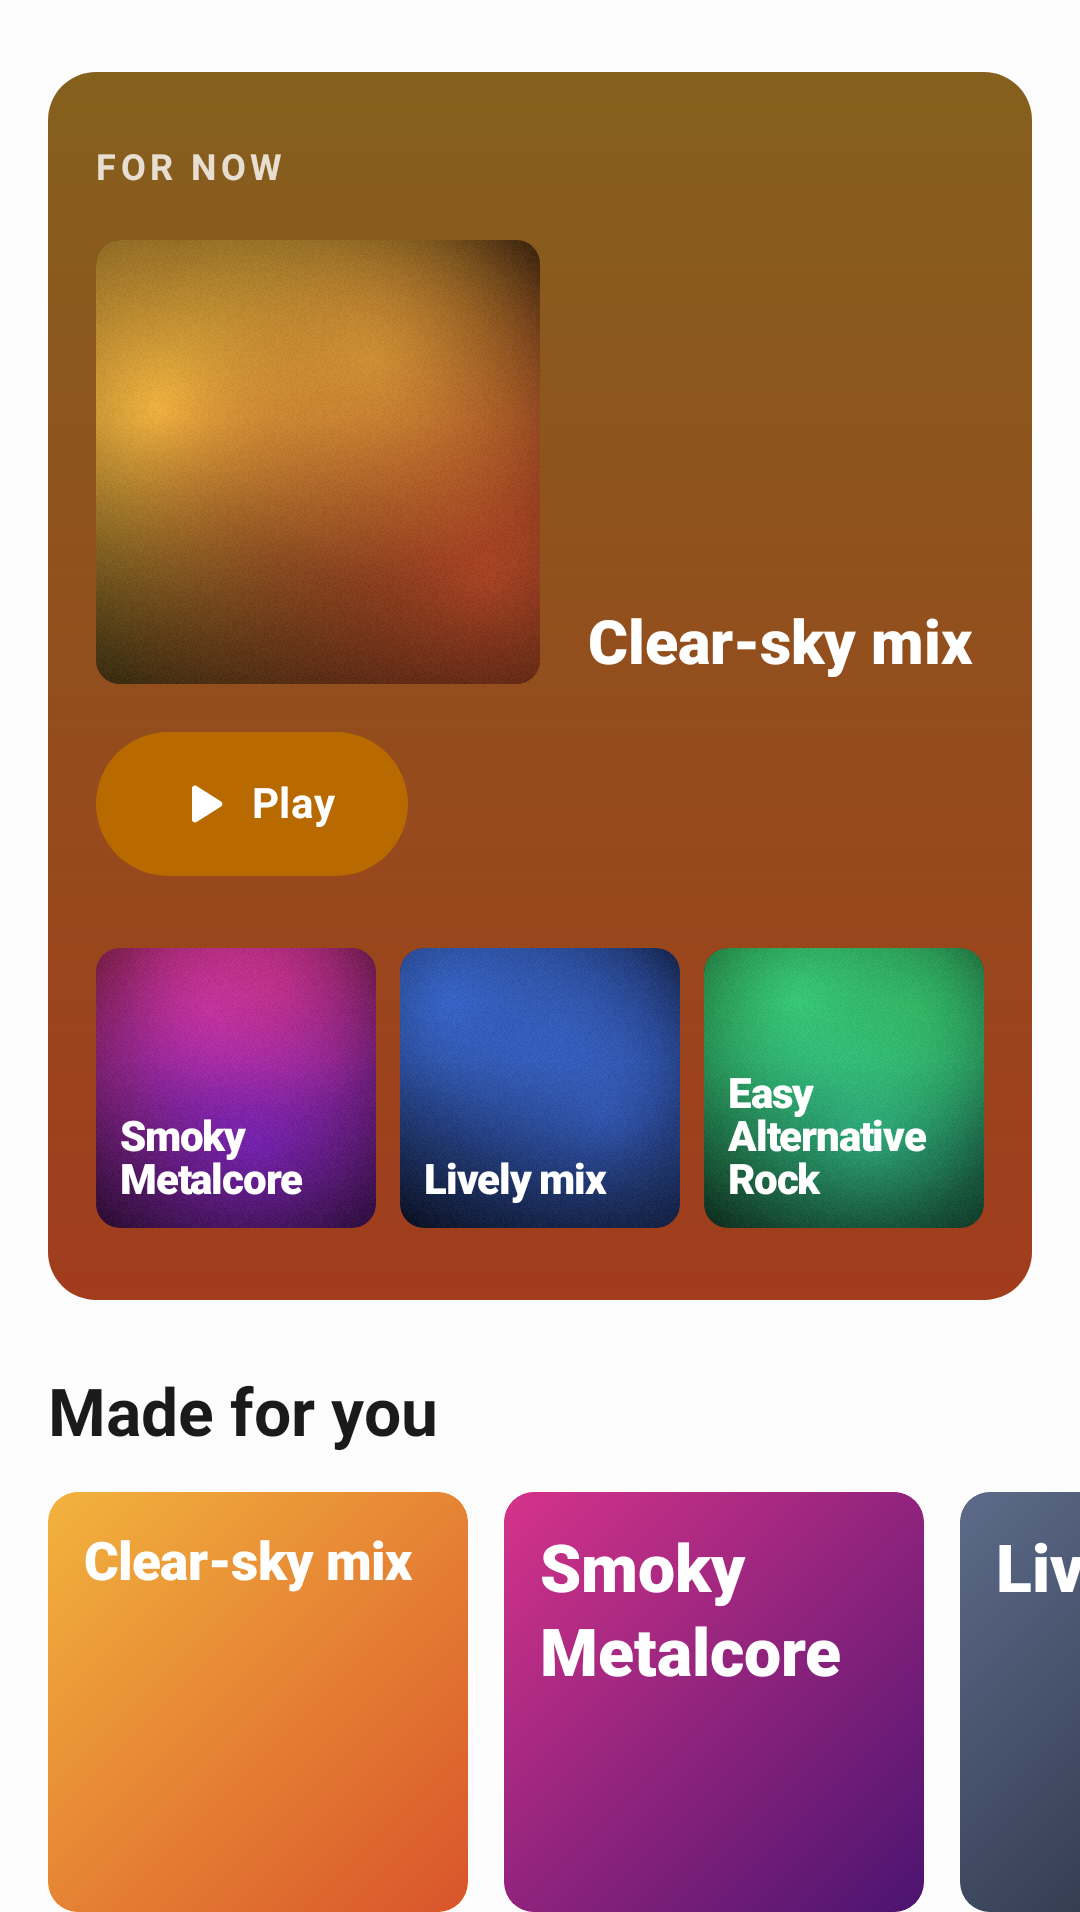 FOR NOW
Clear-sky mix
Play
Smoky
Metalcore
Lively mix
Easy
Alternative
Rock
Made for you
Clear-sky mix
Smoky
Metalcore